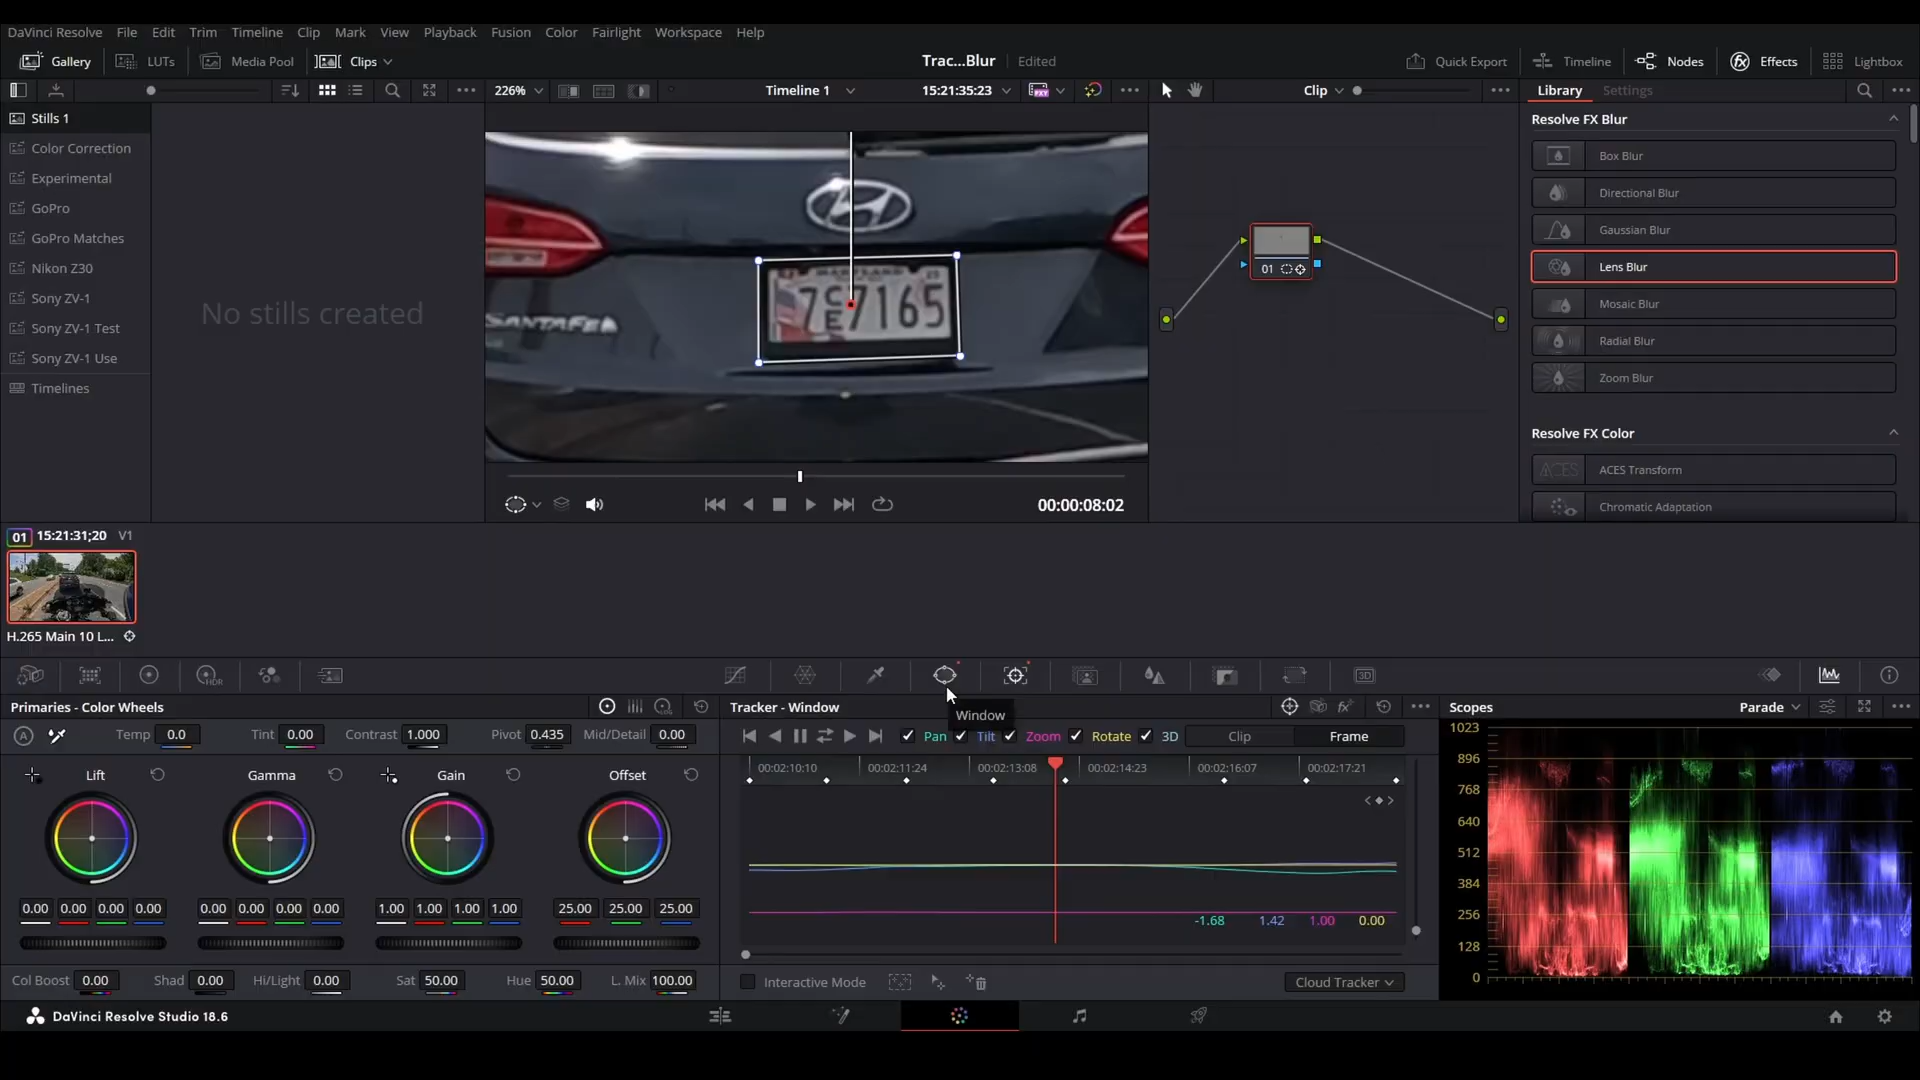 DaVinci Resolve File Edit Trim Timeline Clip Mark View Playback Fusion Color Fairlight Workspace Help
Gallery LUTs Media Pool Clips Trac...Blur Edited Quick Export Timeline Nodes Effects Lightbox
226% Timeline 1 15:21:35:23 Clip Library Settings
Stills 1
Color Correction
Experimental
GoPro
GoPro Matches
Nikon Z30
Sony ZV-1
Sony ZV-1 Test
Sony ZV-1 Use
Timelines
No stills created
MARYLAND
7CE7165
SANTA FE
00:00:08:02
01
Resolve FX Blur
Box Blur
Directional Blur
Gaussian Blur
Lens Blur
Mosaic Blur
Radial Blur
Zoom Blur
Resolve FX Color
ACES ACES Transform
Chromatic Adaptation
01 15:21:31;20 V1
H.265 Main 10 L...
HDR
3D
Primaries - Color Wheels
Tracker - Window
Window
Scopes Parade
A Temp 0.0 Tint 0.00 Contrast 1.000 Pivot 0.435 Mid/Detail 0.00
Pan Tilt Zoom Rotate 3D Clip Frame
Lift Gamma Gain Offset
00:02:10:10 00:02:11:24 00:02:13:08 00:02:14:23 00:02:16:07 00:02:17:21
0.00 0.00 0.00 0.00 0.00 0.00 0.00 0.00 1.00 1.00 1.00 1.00 25.00 25.00 25.00
-1.68 1.42 1.00 0.00
Col Boost 0.00 Shad 0.00 Hi/Light 0.00 Sat 50.00 Hue 50.00 L. Mix 100.00
Interactive Mode Cloud Tracker
1023
896
768
640
512
384
256
128
0
DaVinci Resolve Studio 18.6